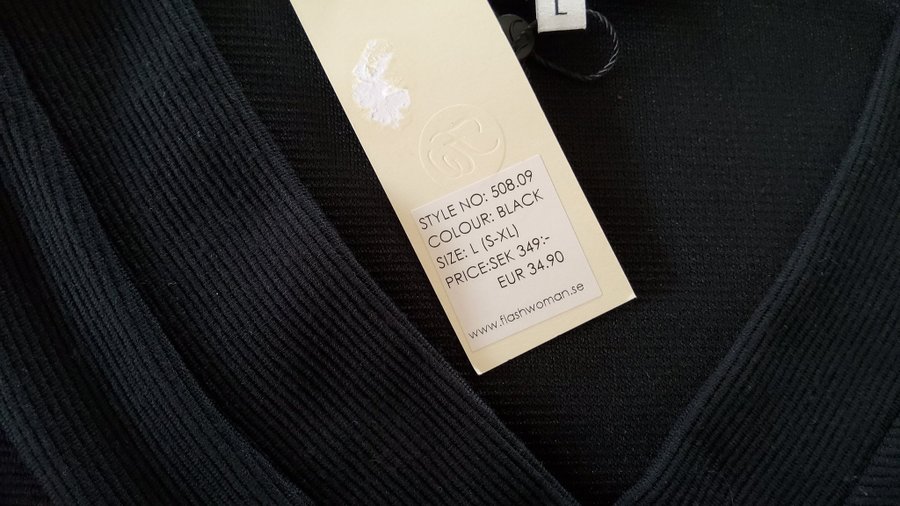 L
STYLE NO: 508.09
COLOUR: BLACK
SIZE: L (S-XL)
PRICE:SEK 349:-
EUR 34.90
www.flashwoman.se